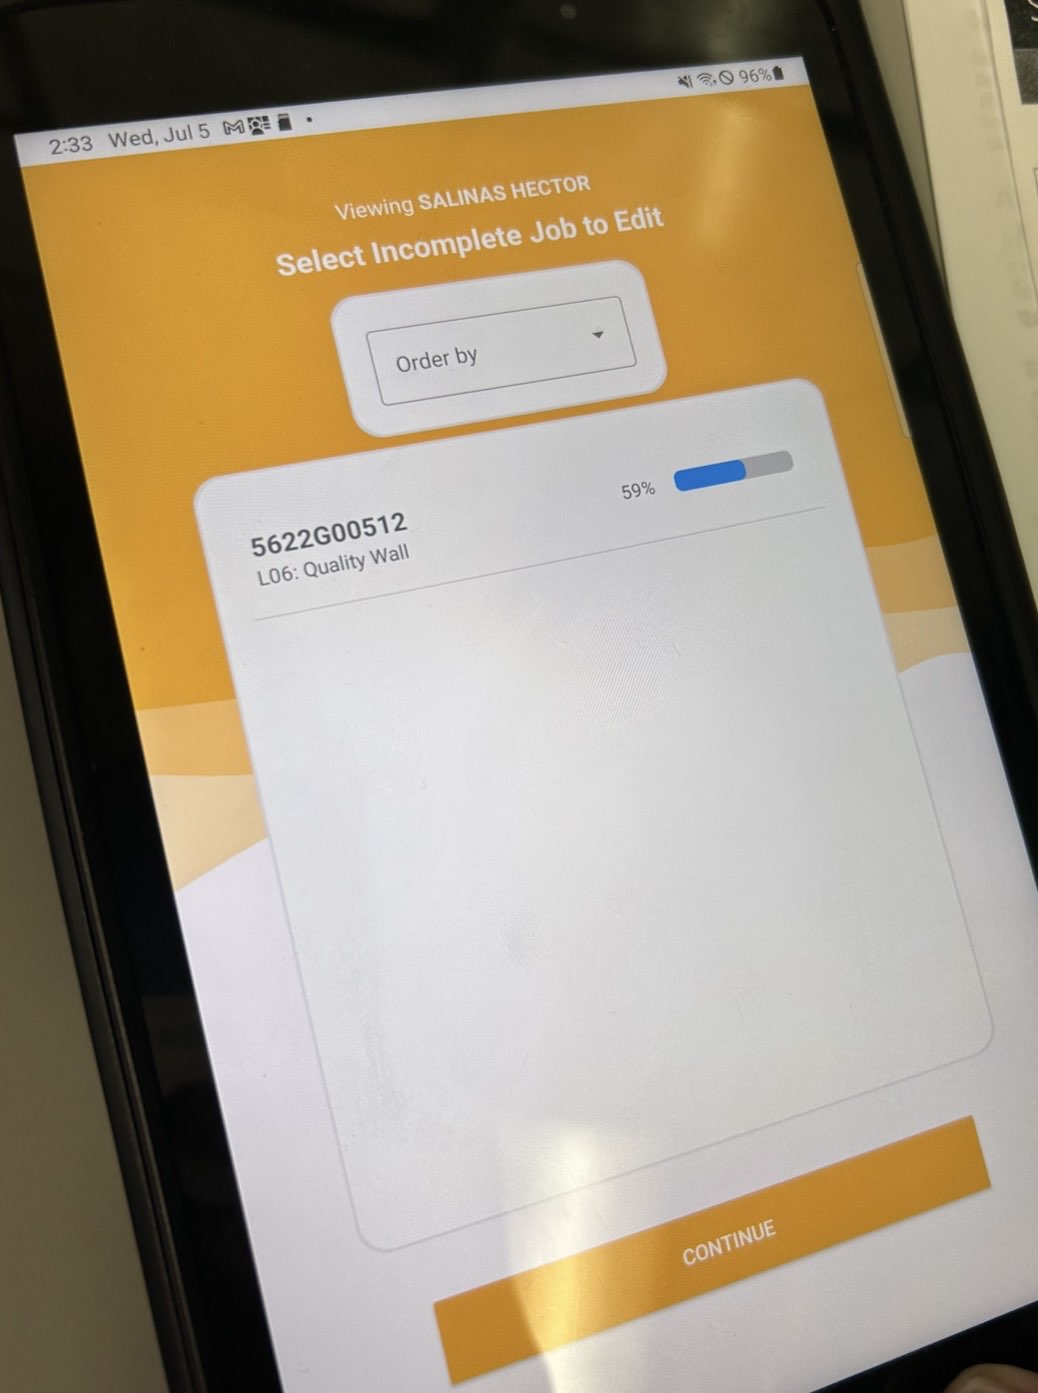 2:33 Wed, Jul 5
96%
Viewing SALINAS HECTOR
Select Incomplete Job to Edit
Order by
5622G00512
59%
L06: Quality Wall
CONTINUE